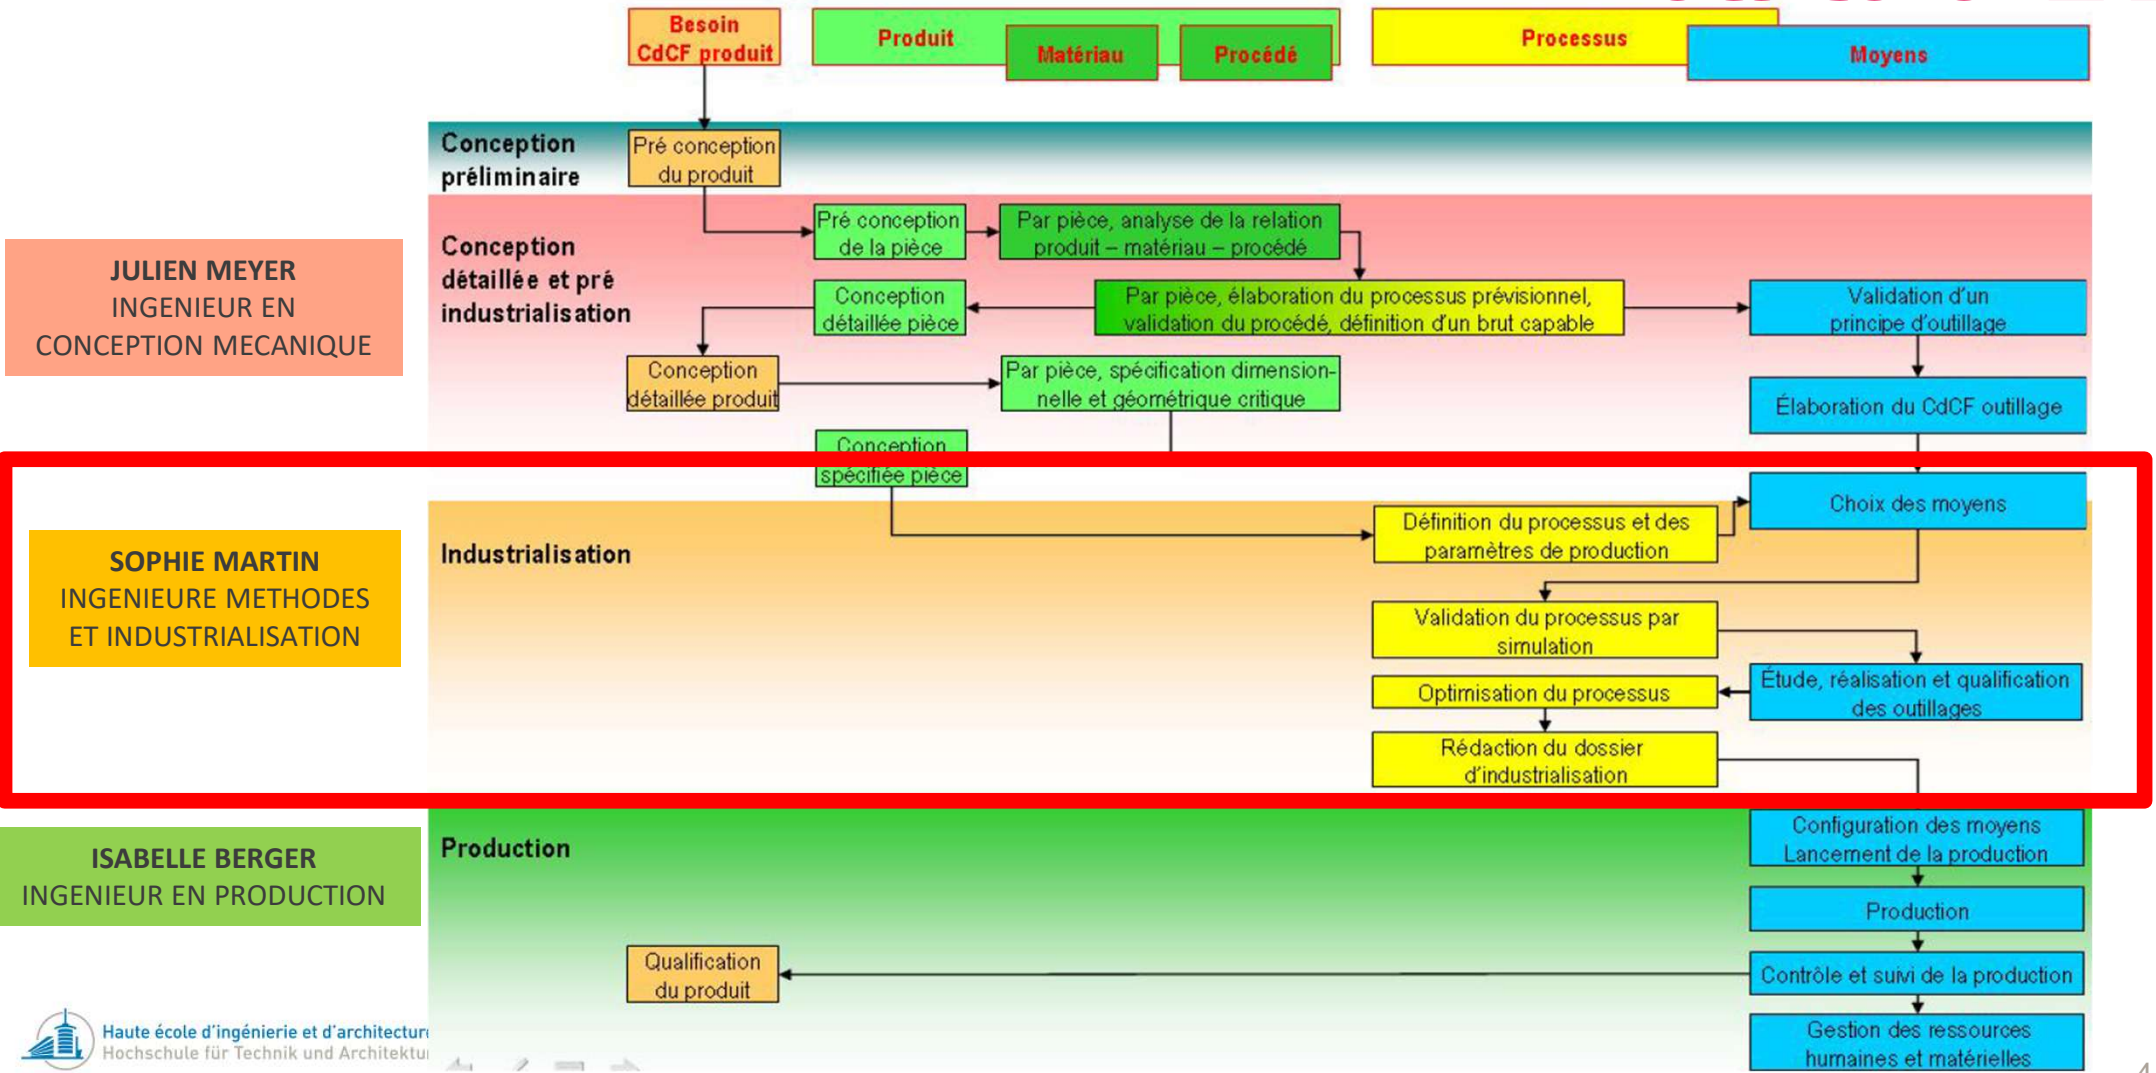 Besoin
CdCF produit
Produit
Matériau
Procédé
Processus
Moyens
Conception
préliminaire
Pré conception
du produit
JULIEN MEYER
INGENIEUR EN
CONCEPTION MECANIQUE
Conception
détaillée et pré
industrialisation
Pré conception
de la pièce
Par pièce, analyse de la relation
produit – matériau – procédé
Conception
détaillée pièce
Par pièce, élaboration du processus prévisionnel,
validation du procédé, définition d'un brut capable
Validation d'un
principe d'outillage
Conception
détaillée produit
Par pièce, spécification dimension-
nelle et géométrique critique
Élaboration du CdCF outillage
Conception
spécifiée pièce
SOPHIE MARTIN
INGENIEURE METHODES
ET INDUSTRIALISATION
Industrialisation
Définition du processus et des
paramètres de production
Choix des moyens
Validation du processus par
simulation
Étude, réalisation et qualification
des outillages
Optimisation du processus
Rédaction du dossier
d'industrialisation
ISABELLE BERGER
INGENIEUR EN PRODUCTION
Production
Configuration des moyens
Lancement de la production
Production
Qualification
du produit
Contrôle et suivi de la production
Gestion des ressources
humaines et matérielles
Haute école d'ingénierie et d'architectur
Hochschule für Technik und Architektu